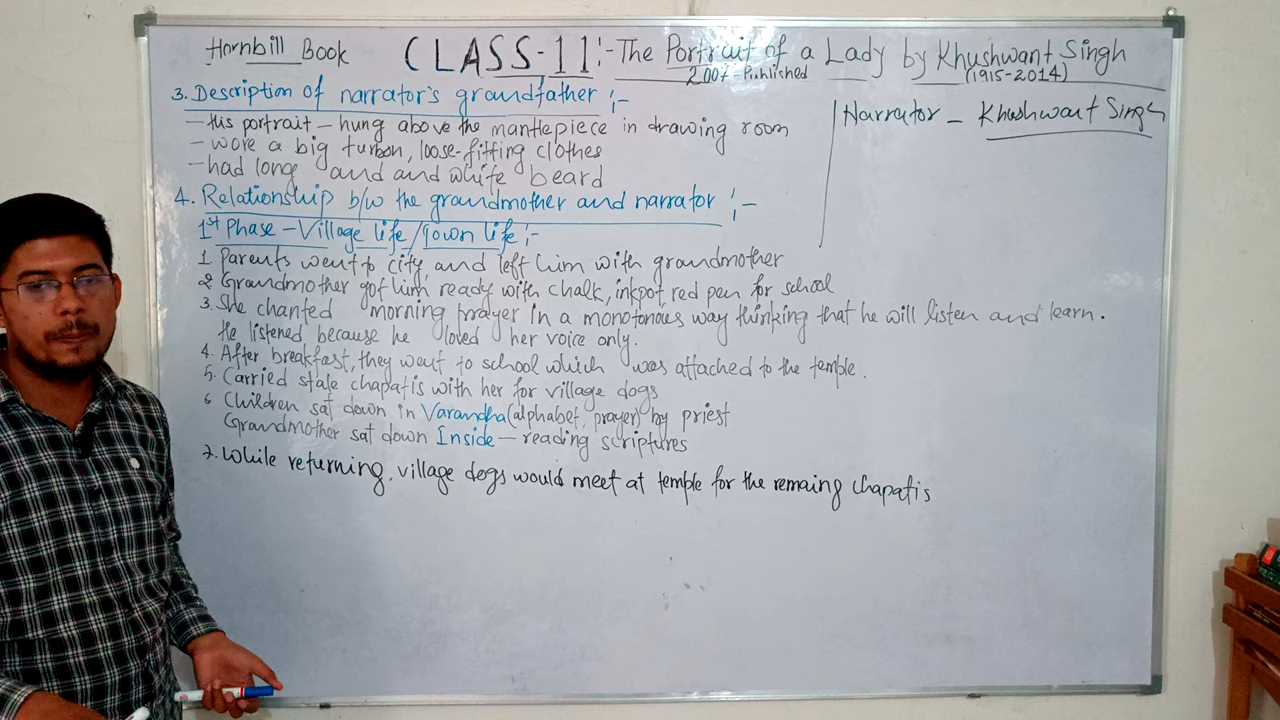 Hornbill Book CLASS-11:- The Portrait of a Lady by Khushwant Singh
2007-Published (1915-2014)
3. Description of narrator's grandfather :-
- His portrait - hung above the mantlepiece in drawing room
- wore a big turban, loose-fitting clothes
- had long and and white beard
Narrator - Khushwant Singh
4. Relationship b/w the grandmother and narrator :-
1st Phase - Village life/Town life :-
1. Parents went to city, and left him with grandmother
2 Grandmother got him ready with chalk, inkpot, red pen for school
3. She chanted morning prayer in a monotonous way thinking that he will listen and learn.
He listened because he loved her voice only.
4. After breakfast, they went to school which was attached to the temple.
5. Carried stale chapatis with her for village dogs
6 Children sat down in Varandha (alphabet, prayer) by priest
Grandmother sat down Inside - reading scriptures
7. While returning, village dogs would meet at temple for the remaing chapatis